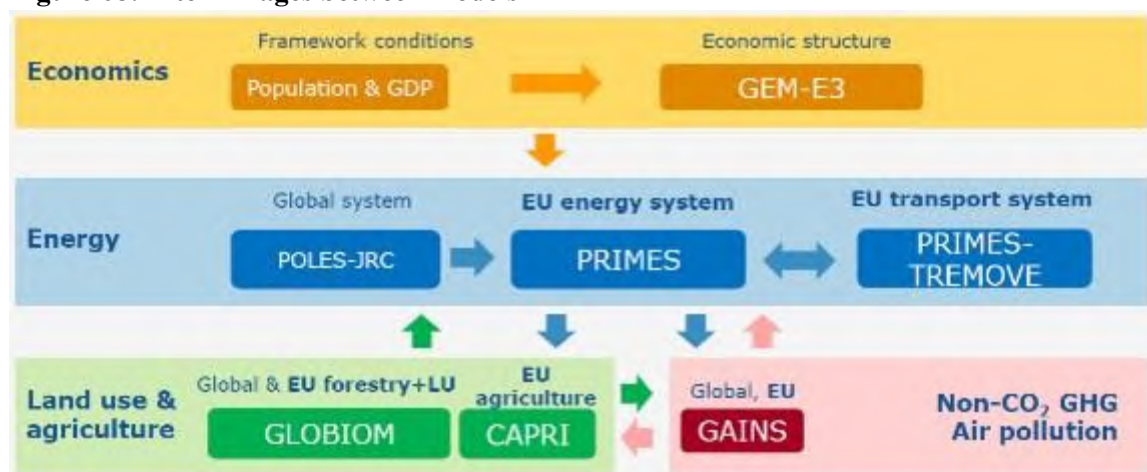 Framework conditions
Economic structure
Economics
Population & GDP
GEM-E3
Global system
EU energy system
EU transport system
Energy
POLES-JRC
PRIMES
PRIMES-
TREMOVE
Global & EU forestry+LU
EU
agriculture
Global, EU
Land use &
agriculture
GLOBIOM
CAPRI
GAINS
Non-CO₂ GHG
Air pollution